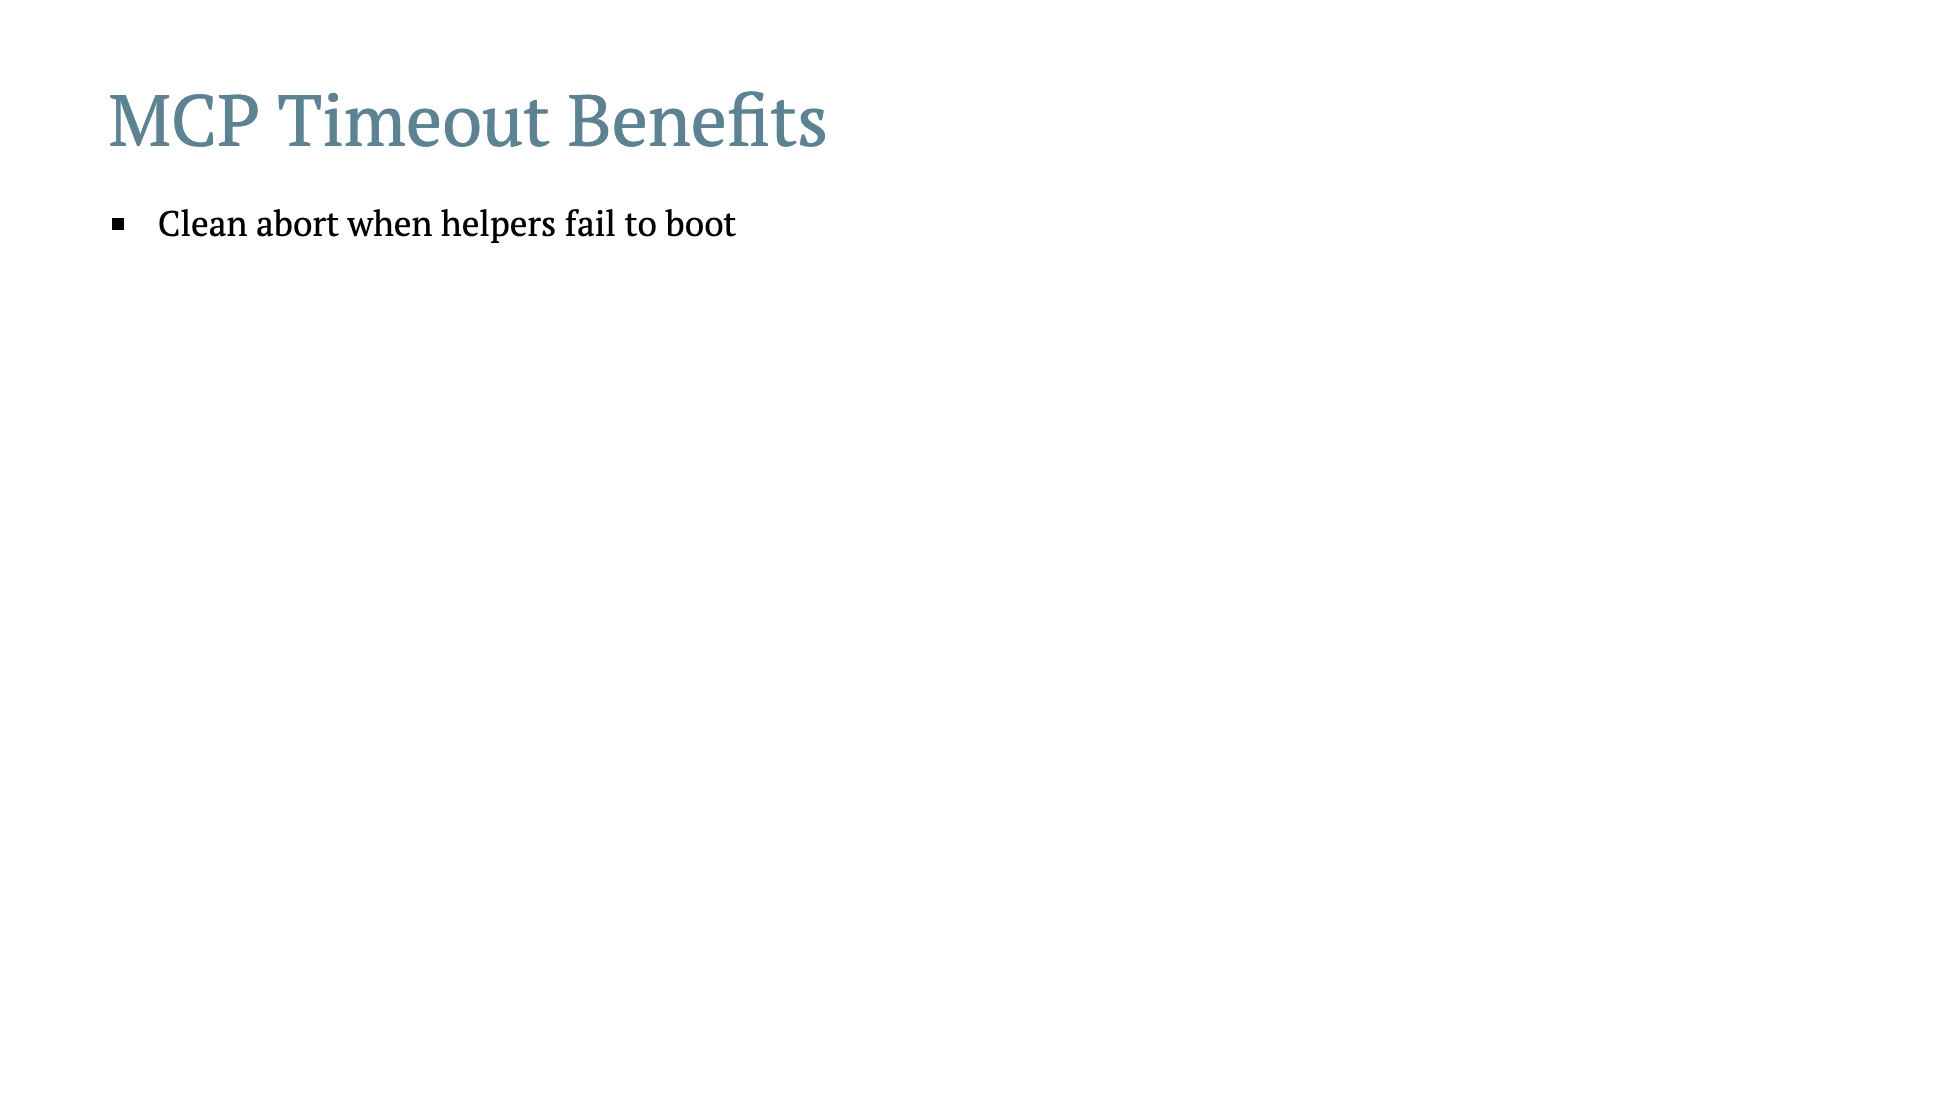 MCP Timeout Benefits
▪ Clean abort when helpers fail to boot